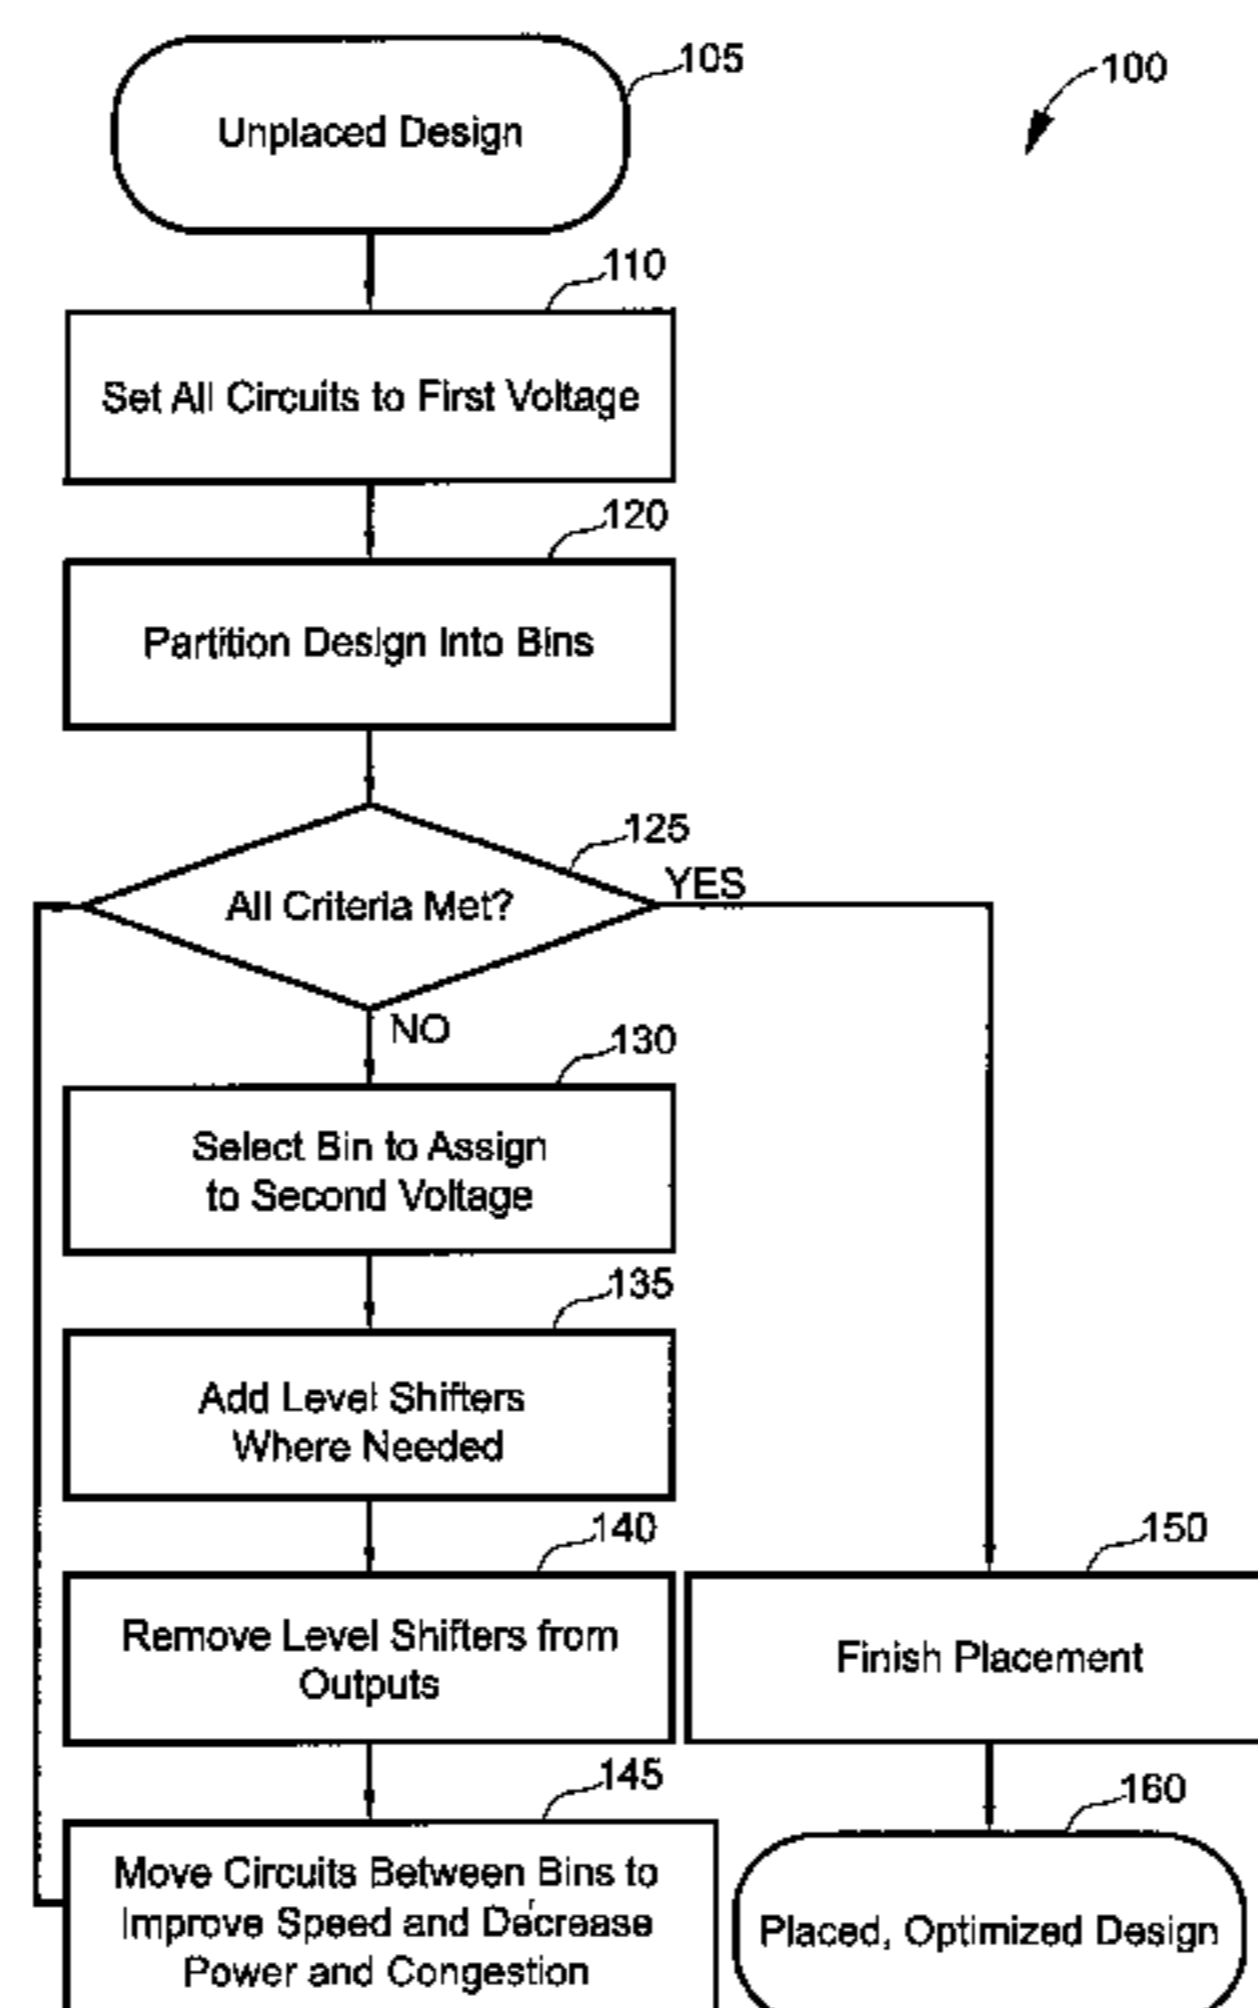 105
100
Unplaced Design
110
Set All Circuits to First Voltage
120
Partition Design Into Bins
125
All Criteria Met?
YES
NO
130
Select Bin to Assign
to Second Voltage
135
Add Level Shifters
Where Needed
140
Remove Level Shifters from
Outputs
150
Finish Placement
145
Move Circuits Between Bins to
Improve Speed and Decrease
Power and Congestion
160
Placed, Optimized Design